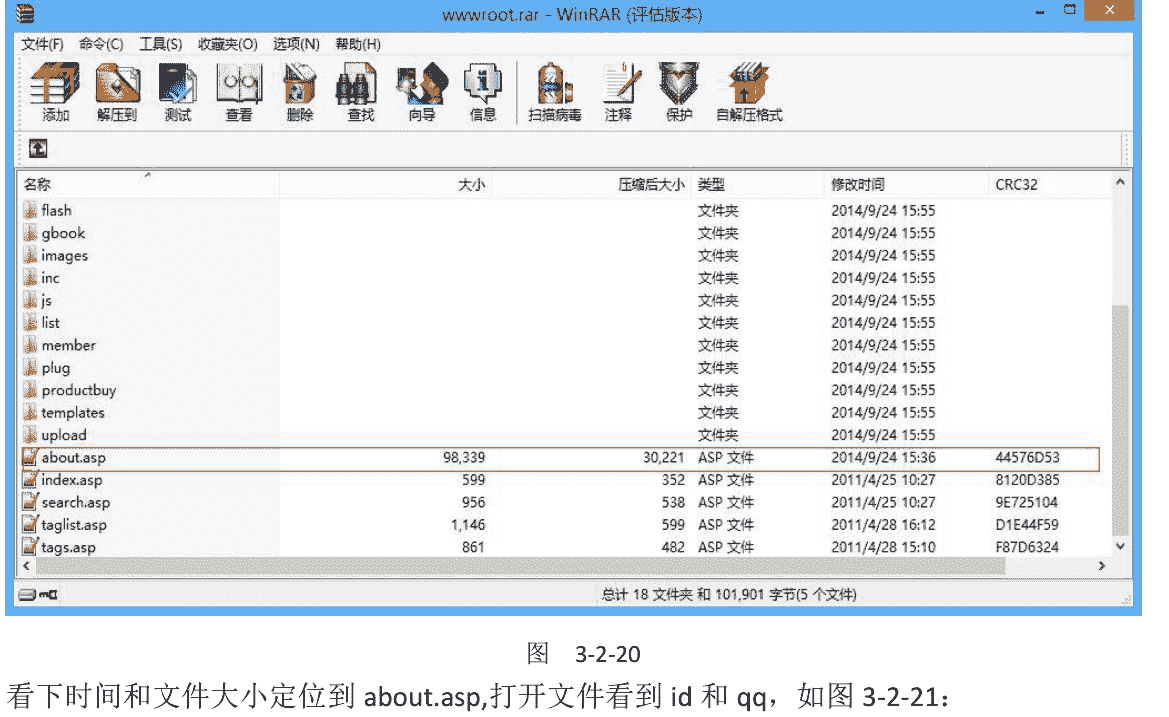 wwwroot.rar - WinRAR (评估版本)
文件(F) 命令(C) 工具(S) 收藏夹(O) 选项(N) 帮助(H)
添加 解压到 测试 查看 删除 查找 向导 信息 扫描病毒 注释 保护 自解压格式
名称 大小 压缩后大小 类型 修改时间 CRC32
flash 文件夹 2014/9/24 15:55
gbook 文件夹 2014/9/24 15:55
images 文件夹 2014/9/24 15:55
inc 文件夹 2014/9/24 15:55
js 文件夹 2014/9/24 15:55
list 文件夹 2014/9/24 15:55
member 文件夹 2014/9/24 15:55
plug 文件夹 2014/9/24 15:55
productbuy 文件夹 2014/9/24 15:55
templates 文件夹 2014/9/24 15:55
upload 文件夹 2014/9/24 15:55
about.asp 98,339 30,221 ASP 文件 2014/9/24 15:36 44576D53
index.asp 599 352 ASP 文件 2011/4/25 10:27 8120D385
search.asp 956 538 ASP 文件 2011/4/25 10:27 9E725104
taglist.asp 1,146 599 ASP 文件 2011/4/28 16:12 D1E44F59
tags.asp 861 482 ASP 文件 2011/4/28 15:10 F87D6324
总计 18 文件夹 和 101,901 字节(5 个文件)
图 3-2-20
看下时间和文件大小定位到 about.asp,打开文件看到 id 和 qq，如图 3-2-21：